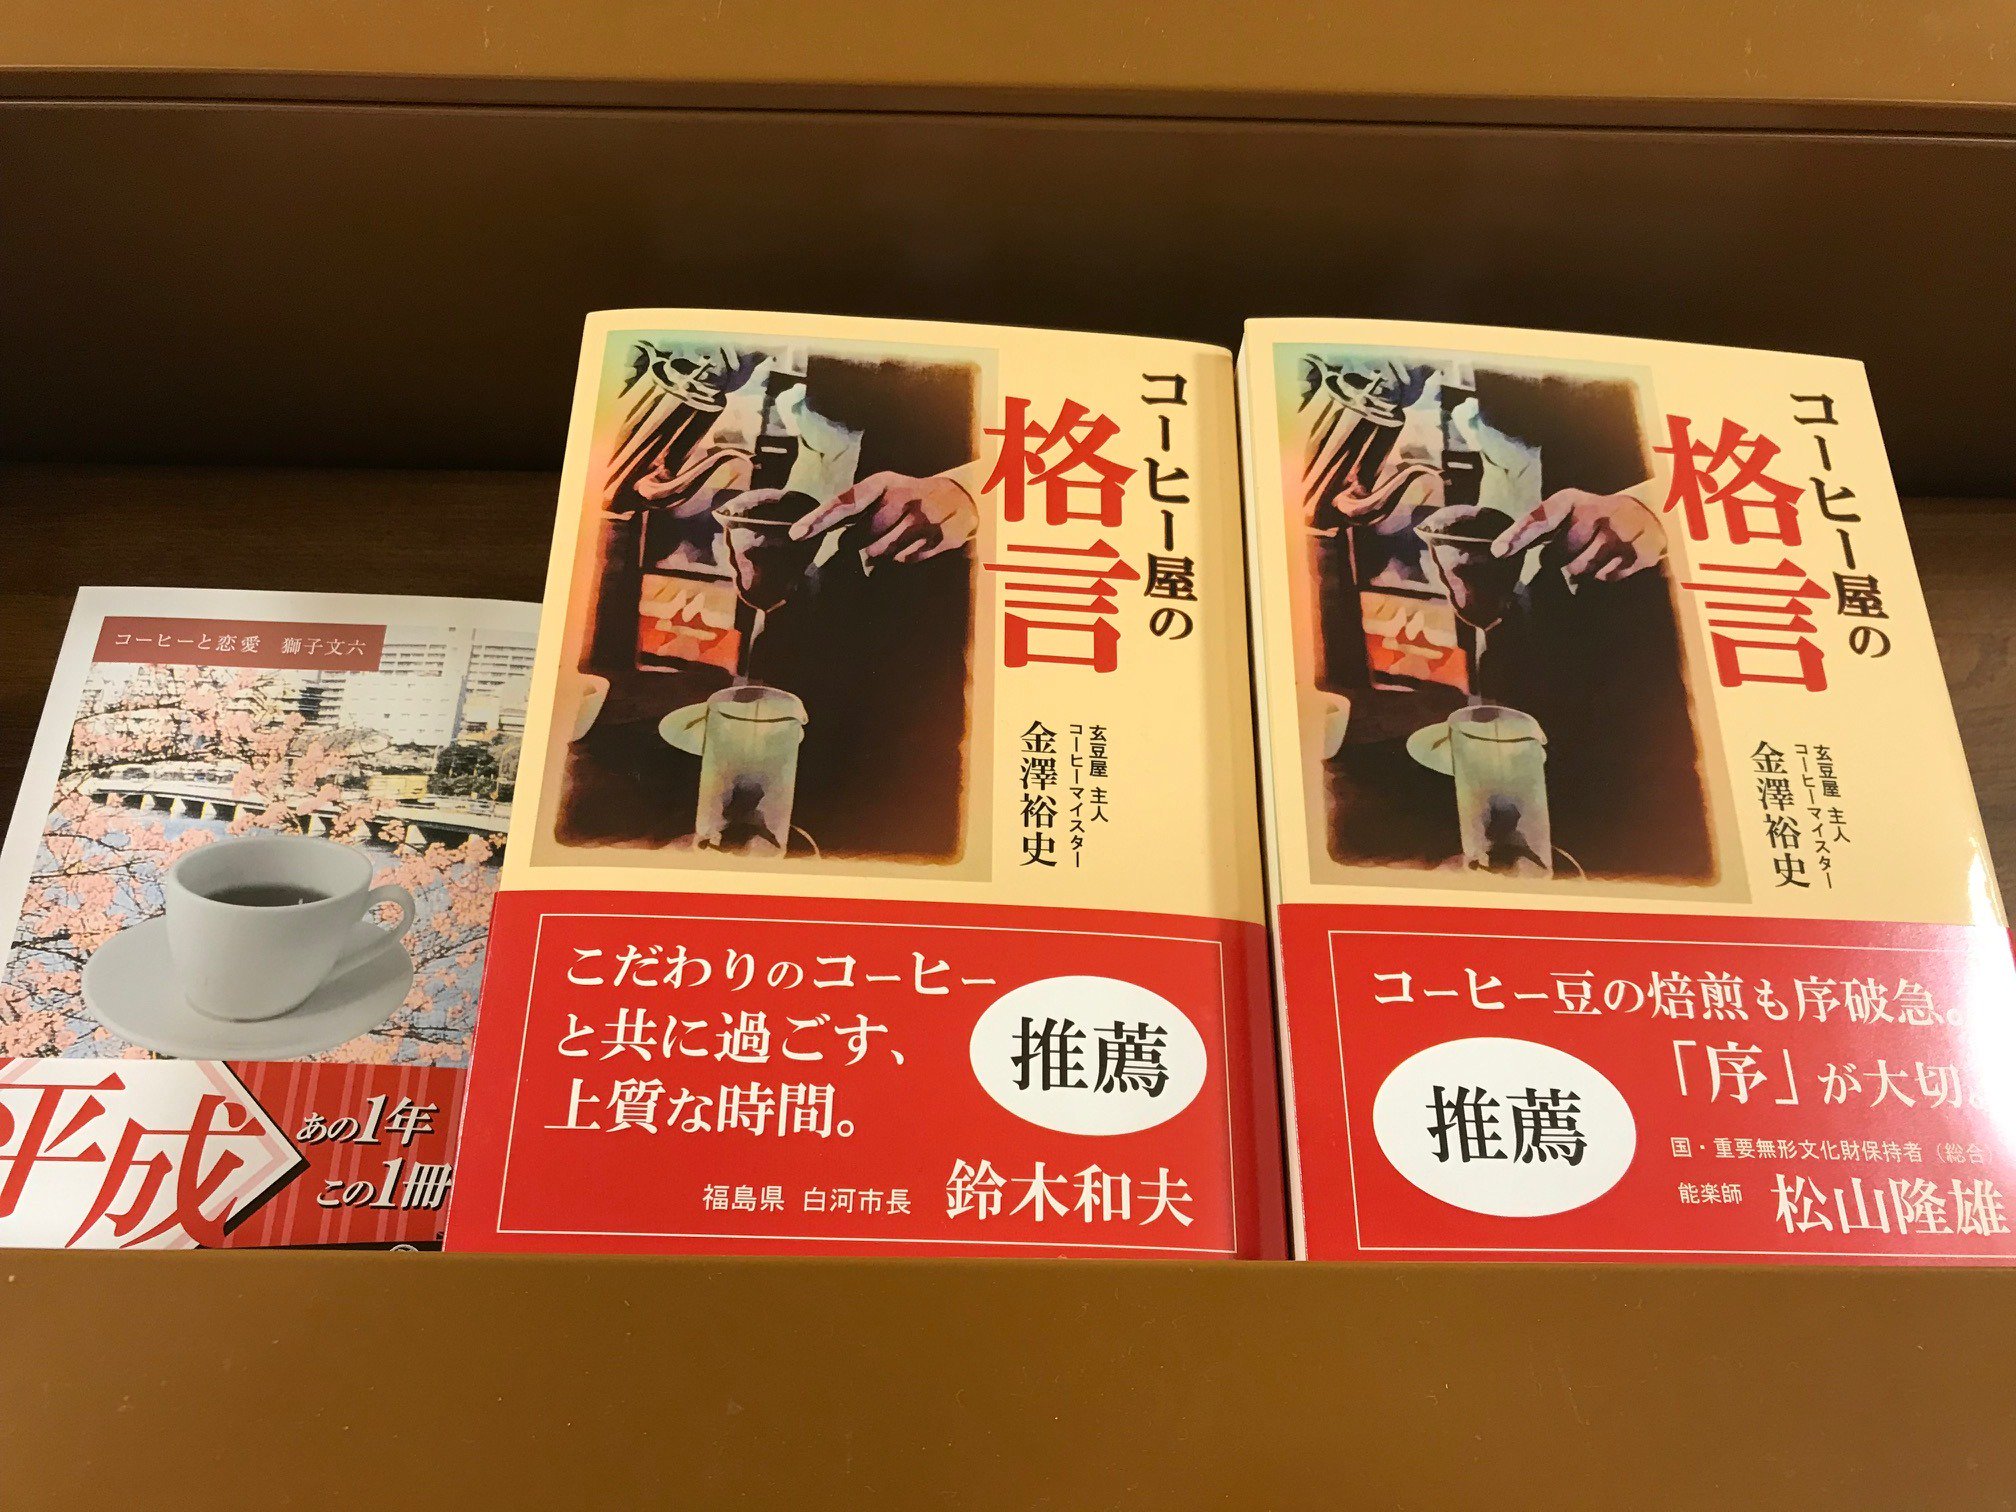 コーヒーと恋愛 獅子文六
平成
あの1年
この1冊
コーヒー屋の
格言
玄豆屋 主人
コーヒーマイスター
金澤裕史
こだわりのコーヒー
と共に過ごす、
上質な時間。
推薦
福島県 白河市長 鈴木和夫
コーヒー屋の
格言
玄豆屋 主人
コーヒーマイスター
金澤裕史
コーヒー豆の焙煎も序破急。
「序」が大切。
推薦
国・重要無形文化財保持者（総合）
能楽師 松山隆雄